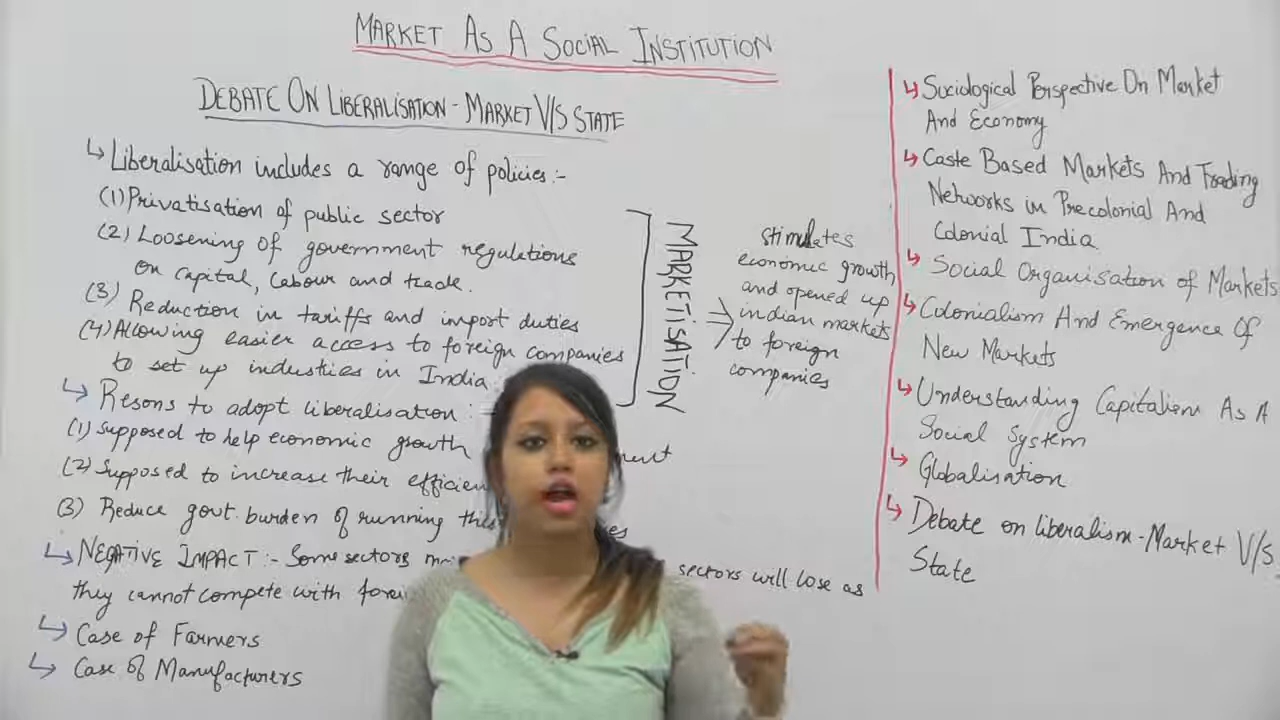 MARKET AS A SOCIAL INSTITUTION
DEBATE ON LIBERALISATION - MARKET V/S STATE
↳ Liberalisation includes a range of policies:-
(1) Privatisation of public sector
(2) Loosening of government regulations
on capital, labour and trade.
(3) Reduction in tariffs and import duties
(4) Allowing easier access to foreign companies
to set up industies in India.
↳ Resons to adopt liberalisation :-
(1) Supposed to help economic growth
(2) Supposed to increase their
(3) Reduce govt. burden of running
↳ NEGATIVE IMPACT :- Some sectors
sectors will lose as
they cannot compete with
↳ Case of Farmers
↳ Case of Manufacturers
MARKETISATION
⇒ stimulates
economic growth
and opened up
indian markets
to foreign
companies
↳ Sociological Perspective On Market
And Economy
↳ Caste Based Markets And Trading
Networks in Precolonial And
Colonial India
↳ Social Organisation of Markets
↳ Colonialism And Emergence Of
New Markets
↳ Understanding Capitalism As A
Social System
↳ Globalisation
↳ Debate on liberalism - Market V/s
State